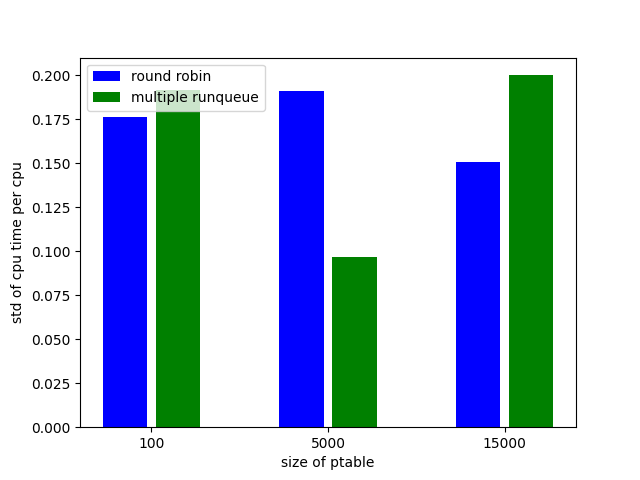 round robin
multiple runqueue
0.200
0.175
0.150
0.125
0.100
0.075
0.050
0.025
0.000
std of cpu time per cpu
100 5000 15000
size of ptable